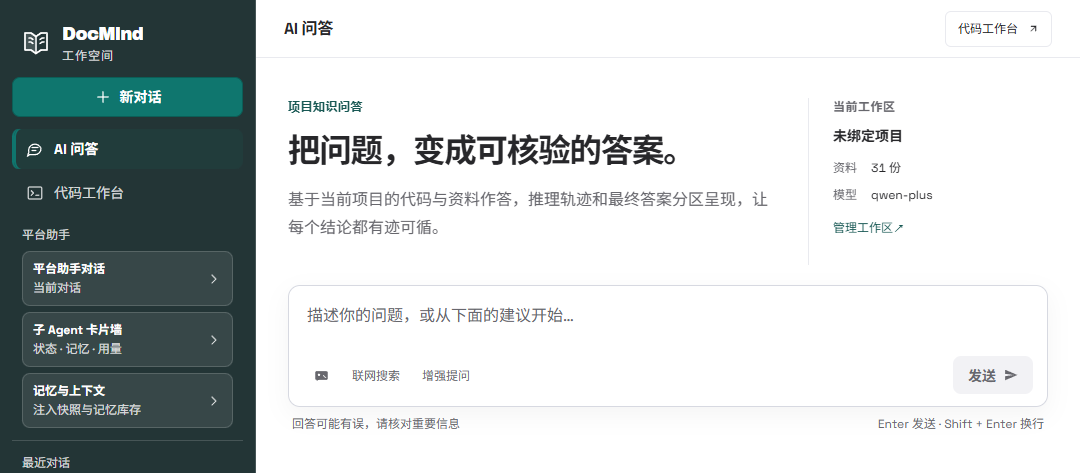 DocMind
工作空间
新对话
AI 问答
代码工作台
平台助手
平台助手对话
当前对话
子 Agent 卡片墙
状态 · 记忆 · 用量
记忆与上下文
注入快照与记忆库存
最近对话
AI 问答
代码工作台 ↗
项目知识问答
把问题，变成可核验的答案。
基于当前项目的代码与资料作答，推理轨迹和最终答案分区呈现，让
每个结论都有迹可循。
当前工作区
未绑定项目
资料 31 份
模型 qwen-plus
管理工作区↗
描述你的问题，或从下面的建议开始...
联网搜索 增强提问
发送
回答可能有误，请核对重要信息
Enter 发送 · Shift + Enter 换行